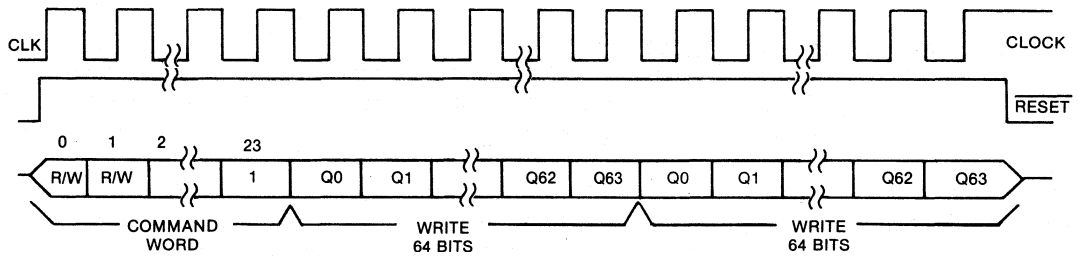 CLK
CLOCK
RESET
0 1 2 23
R/W R/W 1 Q0 Q1 Q62 Q63 Q0 Q1 Q62 Q63
COMMAND
WORD
WRITE
64 BITS
WRITE
64 BITS